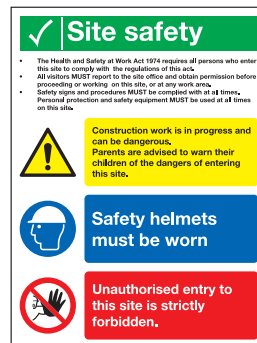 Site safety
• The Health and Safety at Work Act 1974 requires all persons who enter
this site to comply with the regulations of this act.
• All visitors MUST report to the site office and obtain permission before
proceeding or working on this site, or at any work area.
• Safety signs and procedures MUST be complied with at all times.
Personal protection and safety equipment MUST be used at all times
on this site.
Construction work is in progress and
can be dangerous.
Parents are advised to warn their
children of the dangers of entering
this site.
Safety helmets
must be worn
Unauthorised entry to
this site is strictly
forbidden.